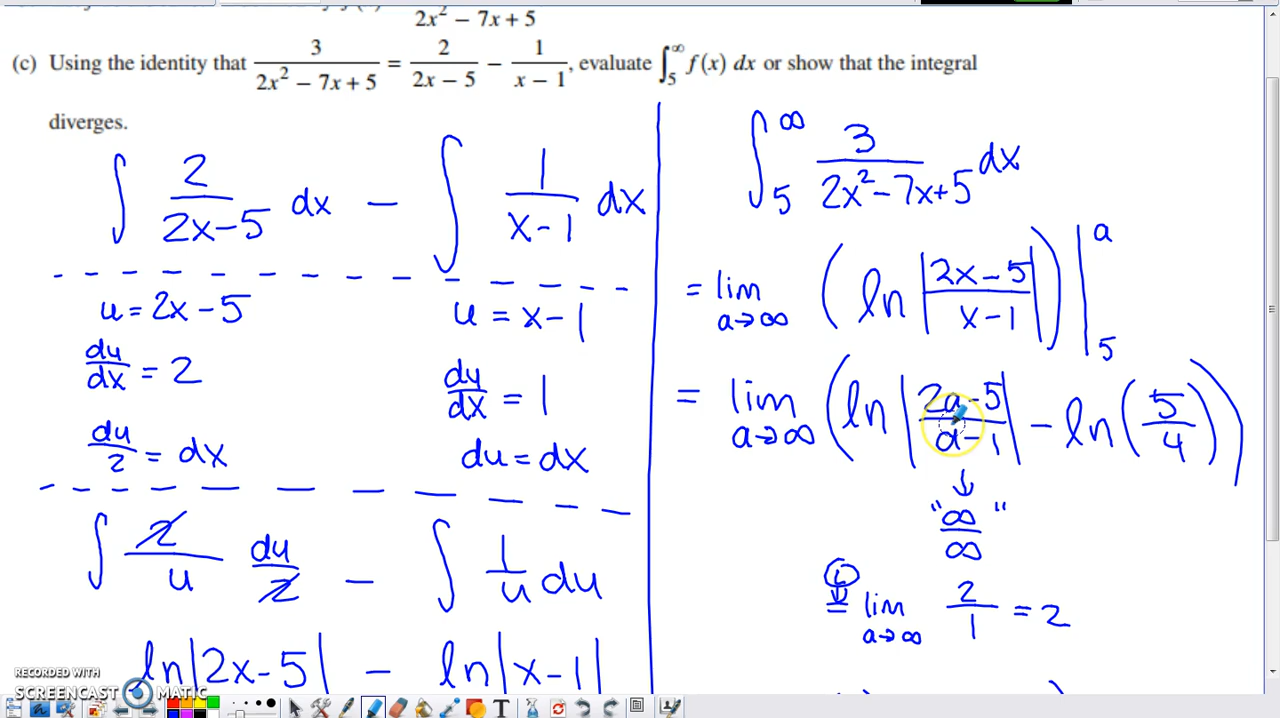 2x² − 7x + 5
(c) Using the identity that 3/(2x² − 7x + 5) = 2/(2x − 5) − 1/(x − 1), evaluate ∫₅^∞ f(x) dx or show that the integral
diverges.
∫ 2/(2x−5) dx − ∫ 1/(x−1) dx
u = 2x − 5
u = x − 1
du/dx = 2
du/dx = 1
du/2 = dx
du = dx
∫ 2/u du/2 − ∫ 1/u du
ln|2x−5| − ln|x−1|
∫₅^∞ 3/(2x²−7x+5) dx
= lim a→∞ (ln|(2x−5)/(x−1)|)|₅^a
= lim a→∞ (ln|(2a−5)/(a−1)| − ln(5/4))
↓
"∞/∞"
Ⓛ
↓
= lim a→∞ 2/1 = 2
RECORDED WITH
SCREENCAST MATIC
T